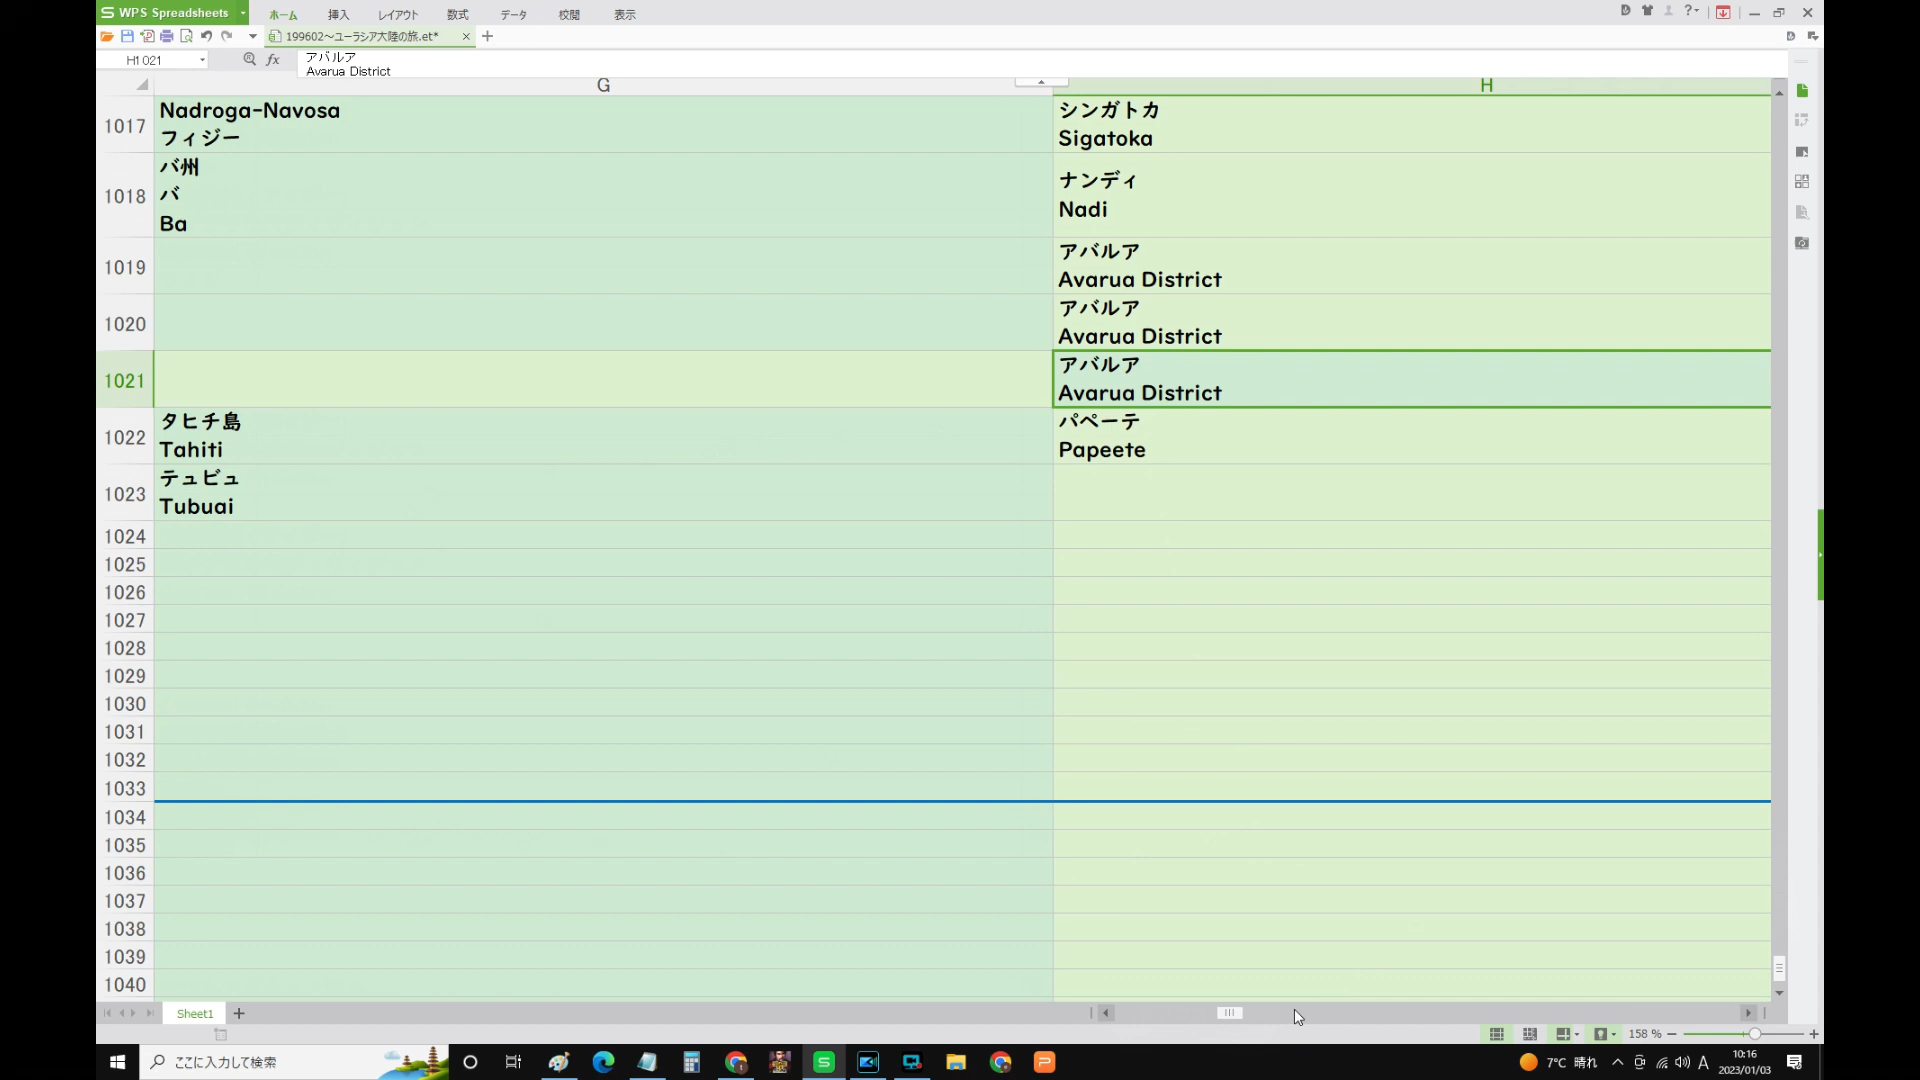 WPS Spreadsheets
ホーム 挿入 レイアウト 数式 データ 校閲 表示
199602～ユーラシア大陸の旅.et*
H1021
fx
アバルア
Avarua District
G H
1017
Nadroga-Navosa
フィジー
シンガトカ
Sigatoka
1018
バ州
バ
Ba
ナンディ
Nadi
1019
アバルア
Avarua District
1020
アバルア
Avarua District
1021
アバルア
Avarua District
1022
タヒチ島
Tahiti
パペーテ
Papeete
1023
テュビュ
Tubuai
1024
1025
1026
1027
1028
1029
1030
1031
1032
1033
1034
1035
1036
1037
1038
1039
1040
Sheet1
158 %
ここに入力して検索
7°C 晴れ
A
10:16
2023/01/03